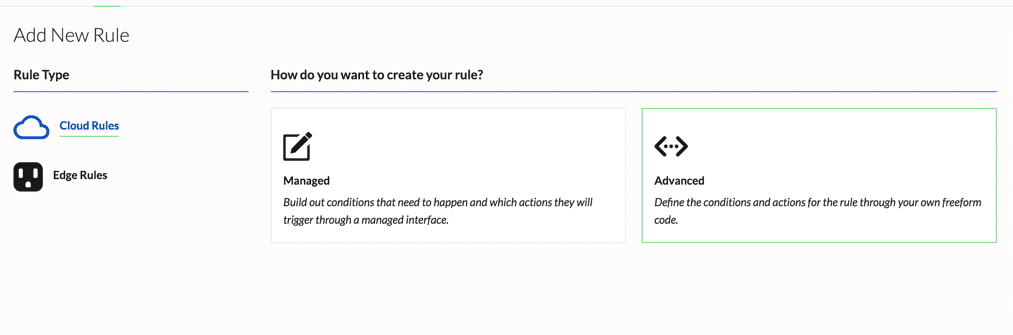 Add New Rule
Rule Type
How do you want to create your rule?
Cloud Rules
Edge Rules
Managed
Build out conditions that need to happen and which actions they will
trigger through a managed interface.
Advanced
Define the conditions and actions for the rule through your own freeform
code.